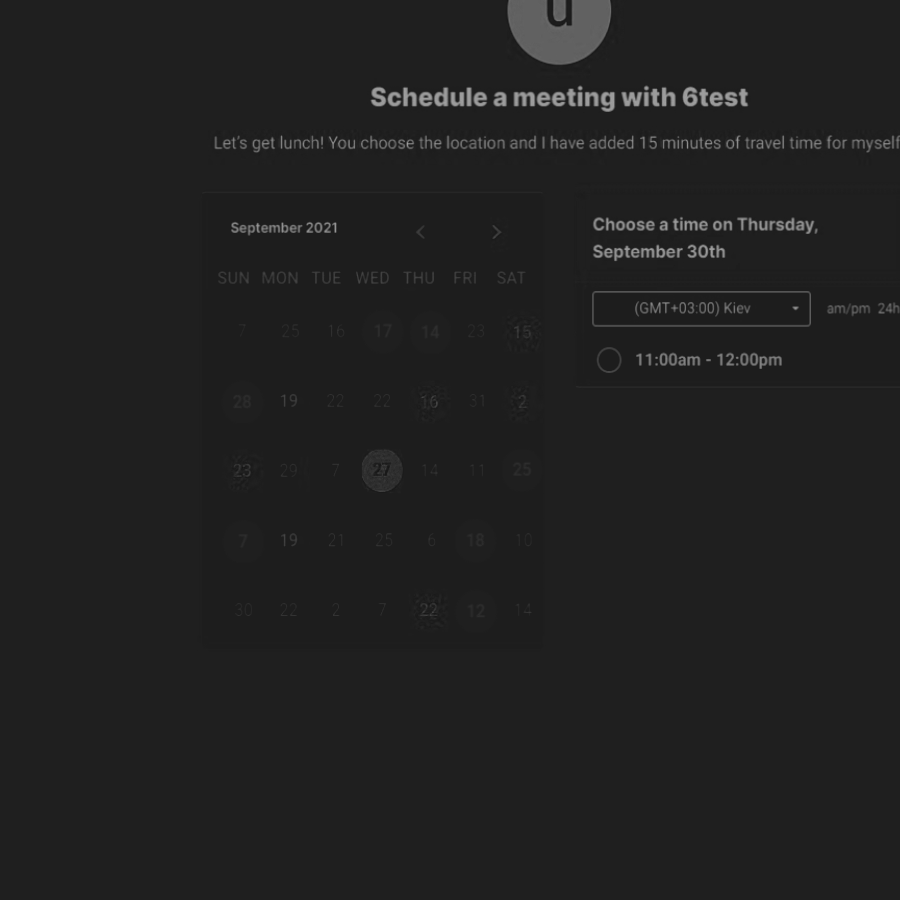 u
Schedule a meeting with 6test
Let's get lunch! You choose the location and I have added 15 minutes of travel time for myself
September 2021
SUN MON TUE WED THU FRI SAT
7 25 16 17 14 23 15
28 19 22 22 16 31 2
23 29 7 27 14 11 25
7 19 21 25 6 18 10
30 22 2 7 22 12 14
Choose a time on Thursday,
September 30th
(GMT+03:00) Kiev
am/pm 24h
11:00am - 12:00pm